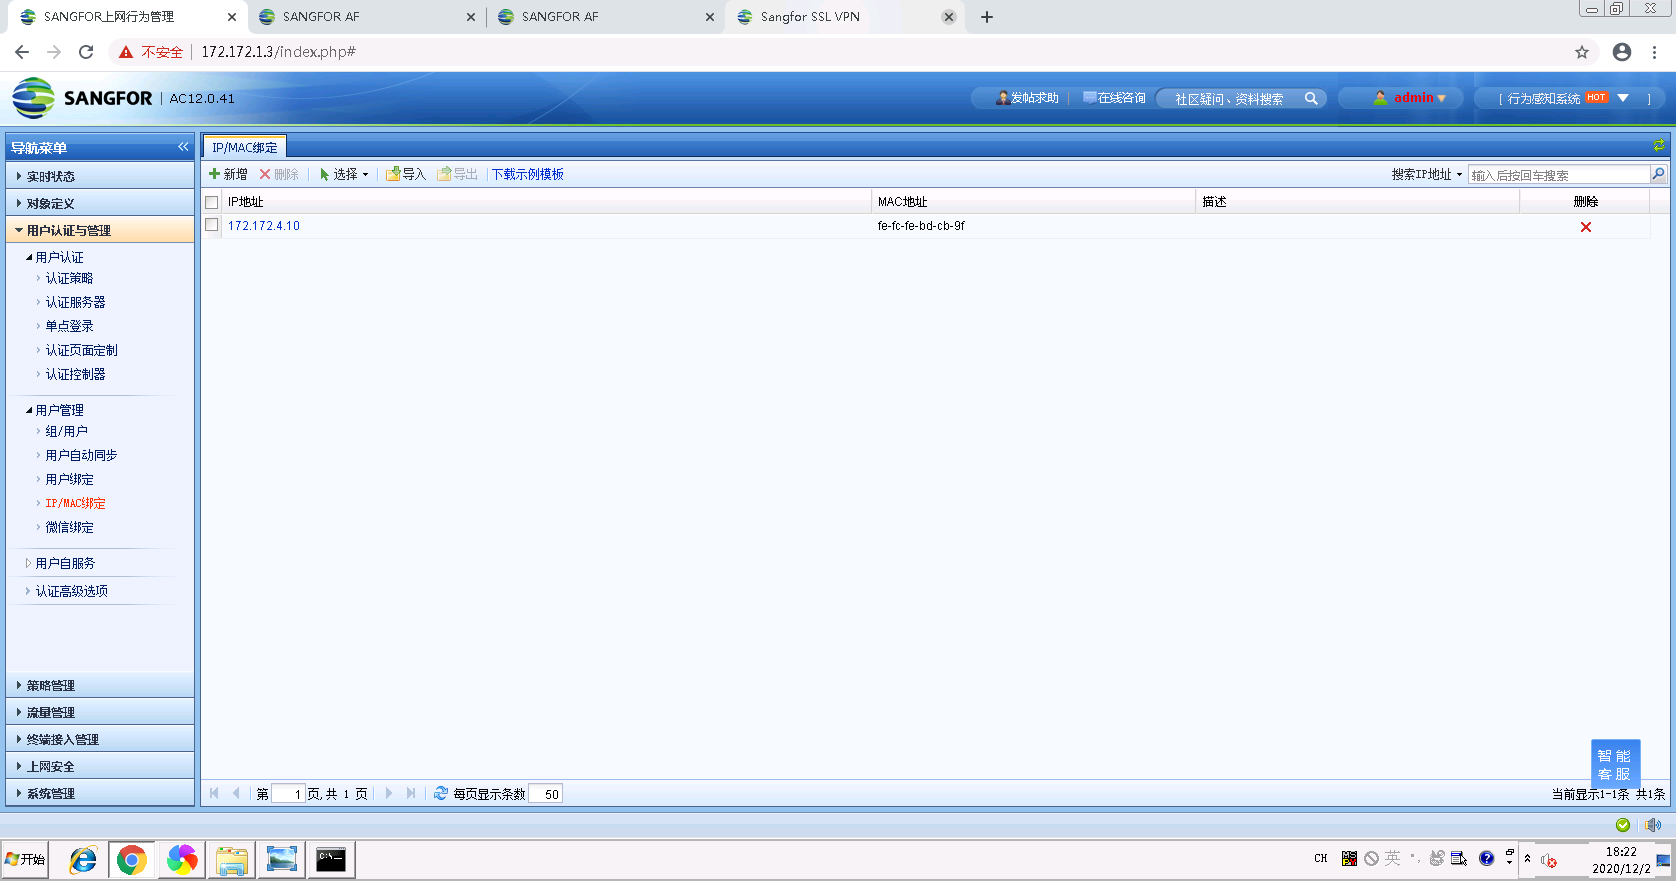 SANGFOR上网行为管理
SANGFOR AF
SANGFOR AF
Sangfor SSL VPN
不安全 172.172.1.3/index.php#
SANGFOR AC12.0.41
发帖求助
在线咨询
社区疑问、资料搜索
admin
[ 行为感知系统 HOT ]
导航菜单
实时状态
对象定义
用户认证与管理
用户认证
认证策略
认证服务器
单点登录
认证页面定制
认证控制器
用户管理
组/用户
用户自动同步
用户绑定
IP/MAC绑定
微信绑定
用户自服务
认证高级选项
策略管理
流量管理
终端接入管理
上网安全
系统管理
IP/MAC绑定
新增 删除 选择 导入 导出 下载示例模板
搜索IP地址 输入后按回车搜索
IP地址 MAC地址 描述 删除
172.172.4.10 fe-fc-fe-bd-cb-9f
智能
客服
第 1 页,共 1 页 每页显示条数 50
当前显示1-1条 共1条
开始
C:\
CH
英
18:22
2020/12/2